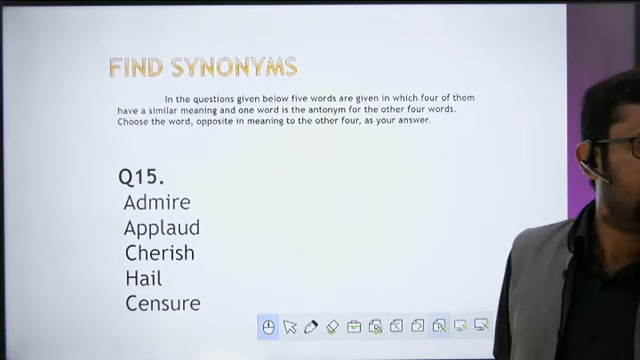 FIND SYNONYMS
In the questions given below five words are given in which four of them
have a similar meaning and one word is the antonym for the other four words.
Choose the word, opposite in meaning to the other four, as your answer.
Q15.
Admire
Applaud
Cherish
Hail
Censure